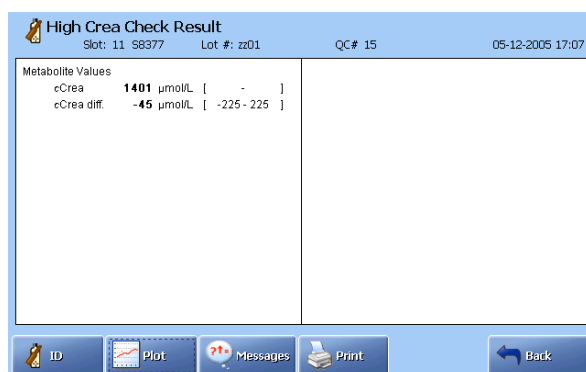 High Crea Check Result
Slot: 11 S8377 Lot #: zz01 QC# 15 05-12-2005 17:07
Metabolite Values
cCrea 1401 µmol/L [ - ]
cCrea diff. -45 µmol/L [ -225 - 225 ]
ID Plot ?!* Messages Print Back